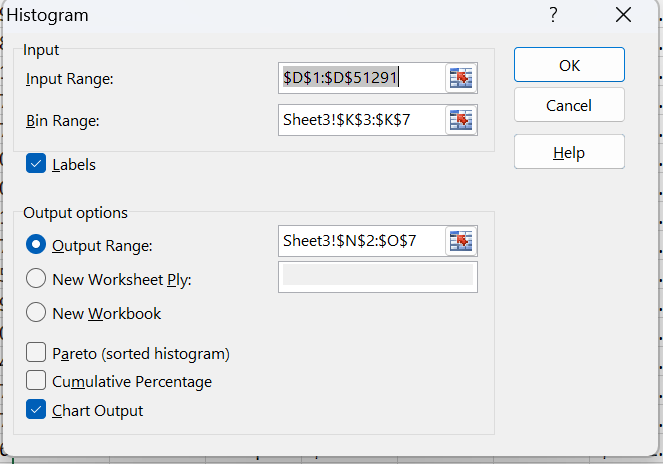 Histogram
?
Input
Input Range: $D$1:$D$51291
OK
Bin Range: Sheet3!$K$3:$K$7
Cancel
Labels
Help
Output options
Output Range: Sheet3!$N$2:$O$7
New Worksheet Ply:
New Workbook
Pareto (sorted histogram)
Cumulative Percentage
Chart Output